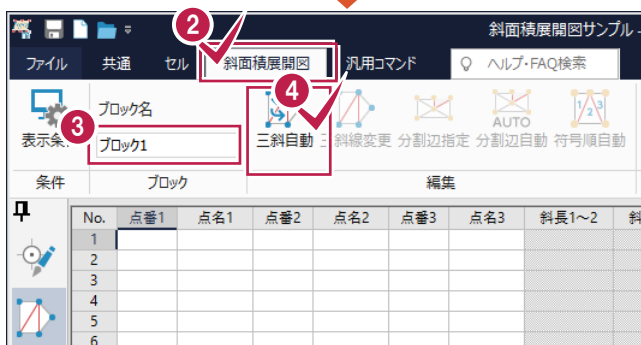 2
斜面積展開図サンプル -
ファイル 共通 セル 斜面積展開図 汎用コマンド ヘルプ・FAQ検索
4
3
ブロック名
AUTO
1 2 3
表示条 ブロック1 三斜自動 三斜線変更 分割辺指定 分割辺自動 符号順自動
条件 ブロック 編集
No. 点番1 点名1 点番2 点名2 点番3 点名3 斜長1~2 斜
1
2
3
4
5
6